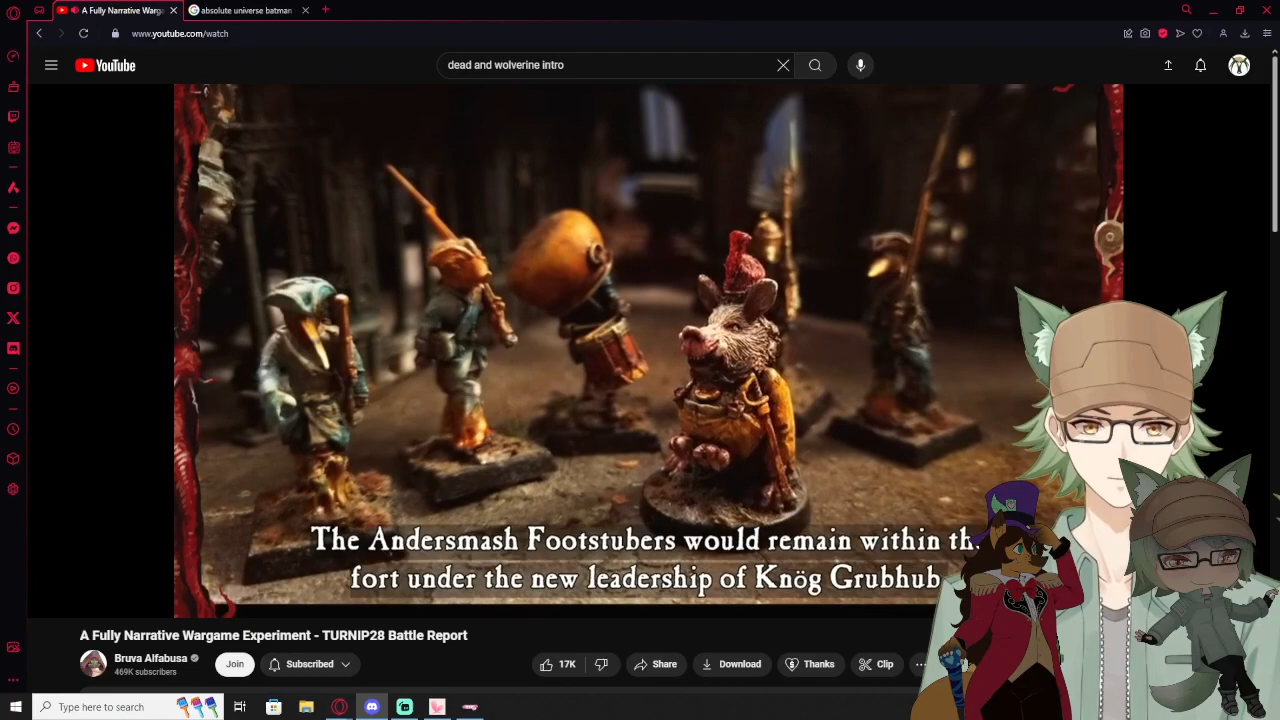 A Fully Narrative Warga
absolute universe batman
www.youtube.com/watch
YouTube
dead and wolverine intro
The Andersmash Footstubers would remain within th
fort under the new leadership of Knög Grubhub
A Fully Narrative Wargame Experiment - TURNIP28 Battle Report
Bruva Alfabusa
469K subscribers
Join
Subscribed
17K
Share
Download
Thanks
Clip
Type here to search